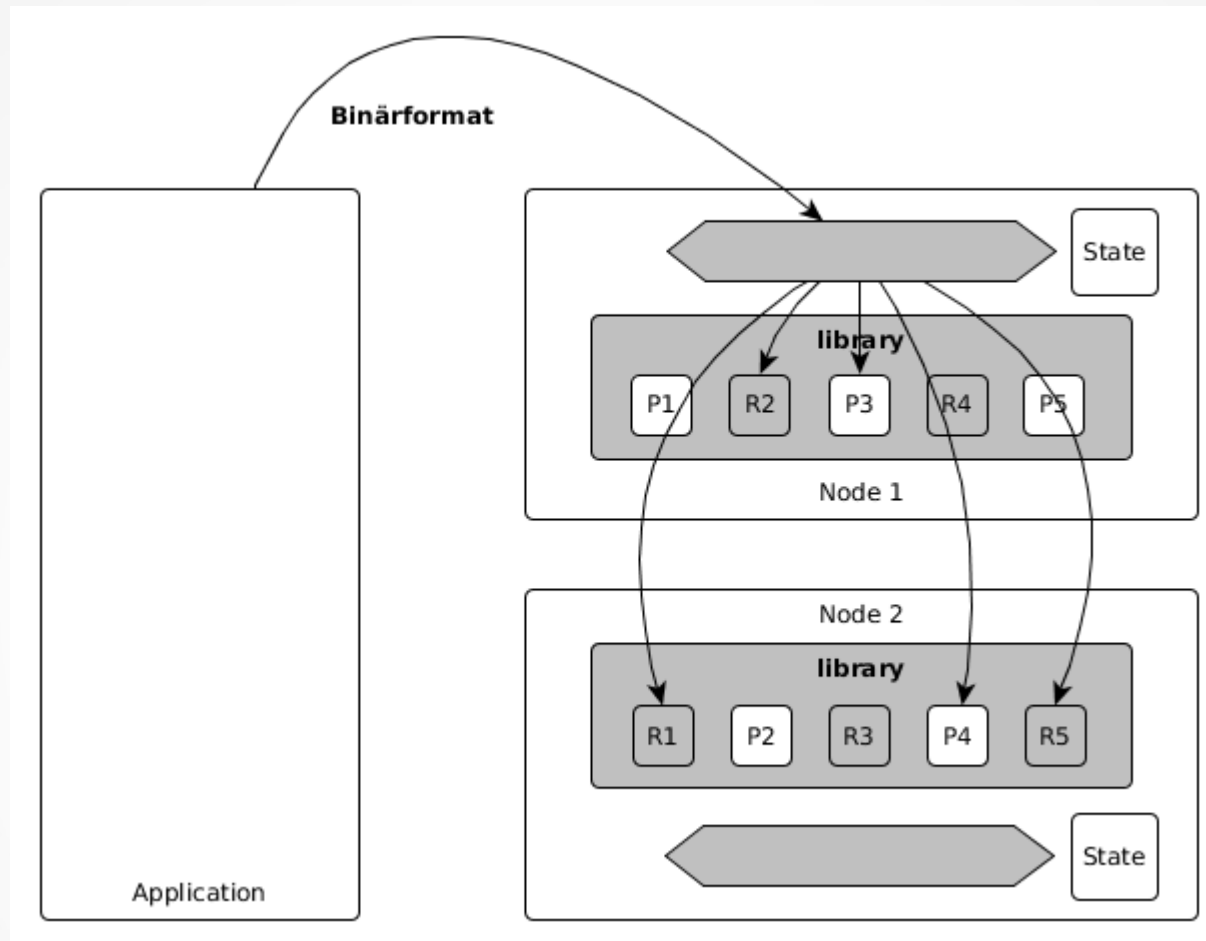 Binärformat
State
library
P1 R2 P3 R4 P5
Node 1
Node 2
library
R1 P2 R3 P4 R5
State
Application